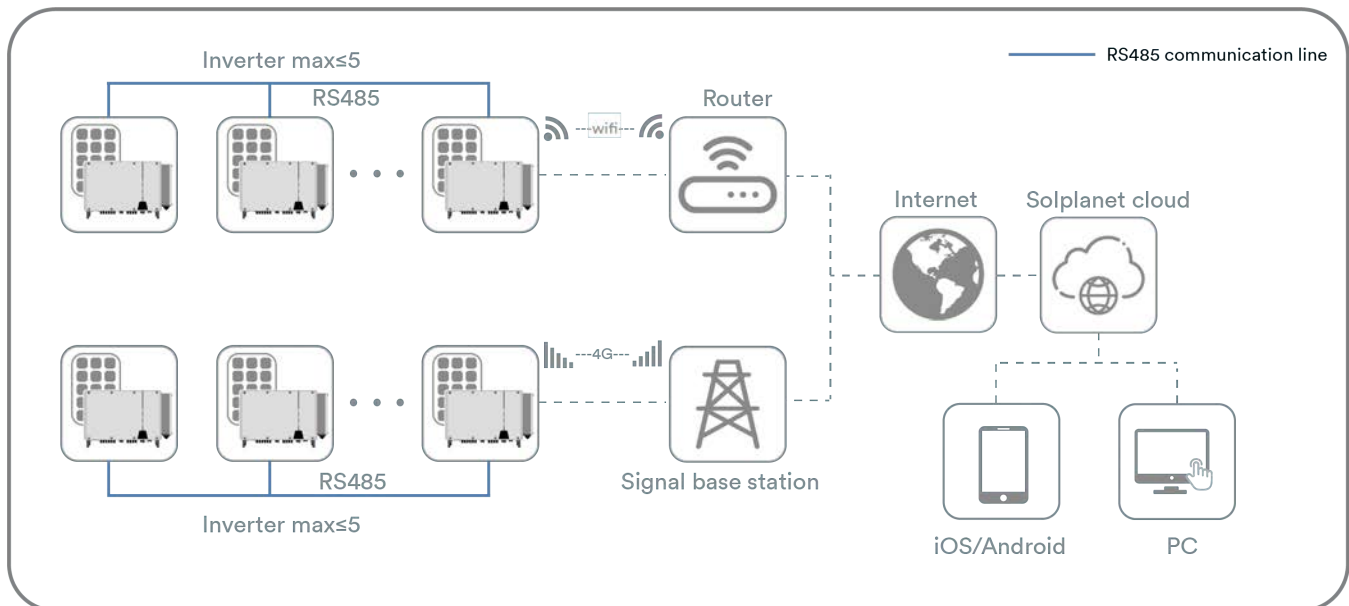 Inverter max≤5
RS485 communication line
RS485
Router
wifi
Internet
Solplanet cloud
4G
RS485
Signal base station
Inverter max≤5
iOS/Android
PC